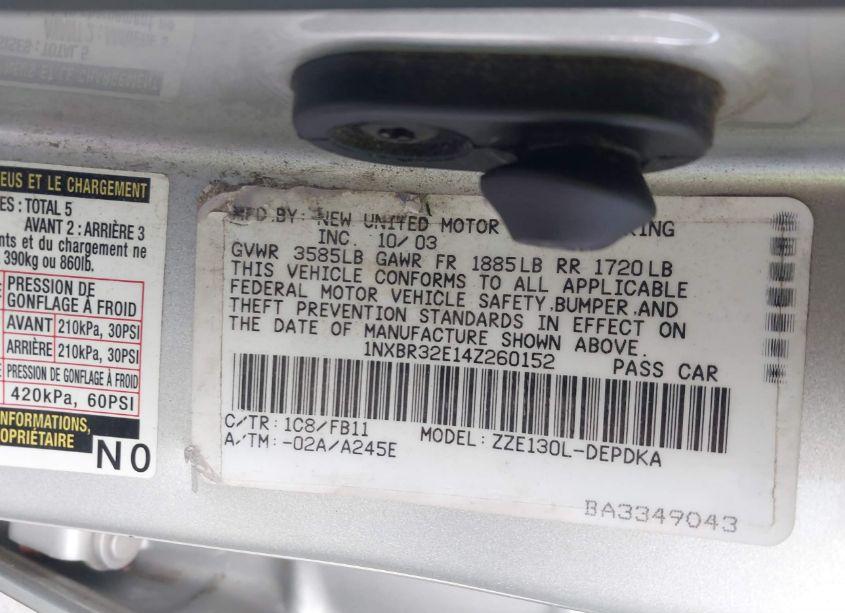 EUS ET LE CHARGEMENT
ES : TOTAL 5
AVANT 2 : ARRIÈRE 3
nts et du chargement ne
390kg ou 860lb.
PRESSION DE
GONFLAGE À FROID
AVANT 210kPa, 30PSI
ARRIÈRE 210kPa, 30PSI
PRESSION DE GONFLAGE À FROID
420kPa, 60PSI
INFORMATIONS,
OPRIÉTAIRE
NO
MFD.BY: NEW UNITED MOTOR RING
INC. 10/03
GVWR 3585LB GAWR FR 1885LB RR 1720LB
THIS VEHICLE CONFORMS TO ALL APPLICABLE
FEDERAL MOTOR VEHICLE SAFETY,BUMPER,AND
THEFT PREVENTION STANDARDS IN EFFECT ON
THE DATE OF MANUFACTURE SHOWN ABOVE.
1NXBR32E14Z260152 PASS CAR
C/TR: 1C8/FB11
A/TM: -02A/A245E MODEL: ZZE130L-DEPDKA
BA3349043